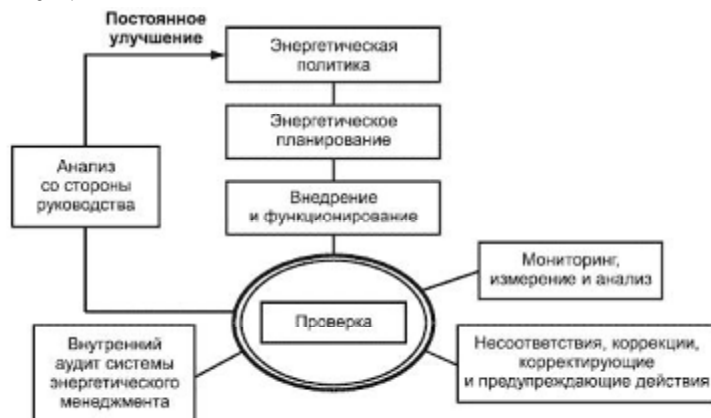 Постоянное
улучшение
Энергетическая
политика
Энергетическое
планирование
Анализ
со стороны
руководства
Внедрение
и функционирование
Мониторинг,
измерение и анализ
Проверка
Внутренний
аудит системы
энергетического
менеджмента
Несоответствия, коррекции,
корректирующие
и предупреждающие действия